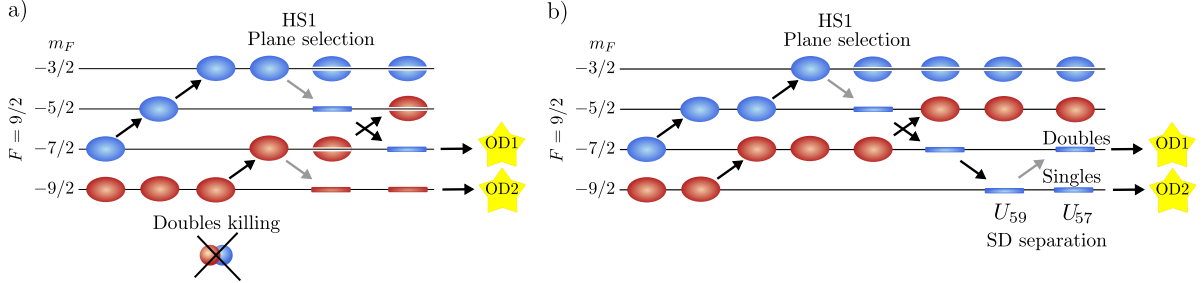 a)
HS1
Plane selection
m_F
−3/2
−5/2
−7/2
−9/2
F = 9/2
OD1
OD2
Doubles killing
b)
HS1
Plane selection
m_F
−3/2
−5/2
−7/2
−9/2
F = 9/2
Doubles
OD1
Singles
OD2
U_59
U_57
SD separation